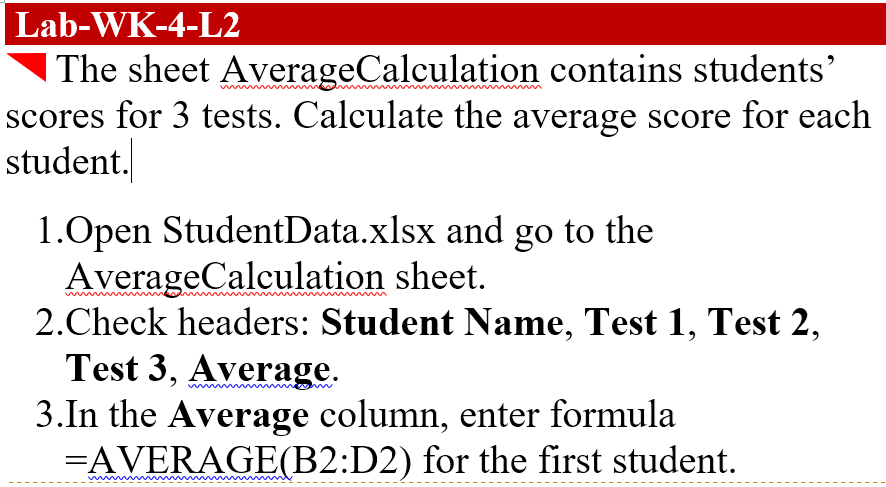 Lab-WK-4-L2
The sheet AverageCalculation contains students’
scores for 3 tests. Calculate the average score for each
student.
1.Open StudentData.xlsx and go to the
AverageCalculation sheet.
2.Check headers: Student Name, Test 1, Test 2,
Test 3, Average.
3.In the Average column, enter formula
=AVERAGE(B2:D2) for the first student.